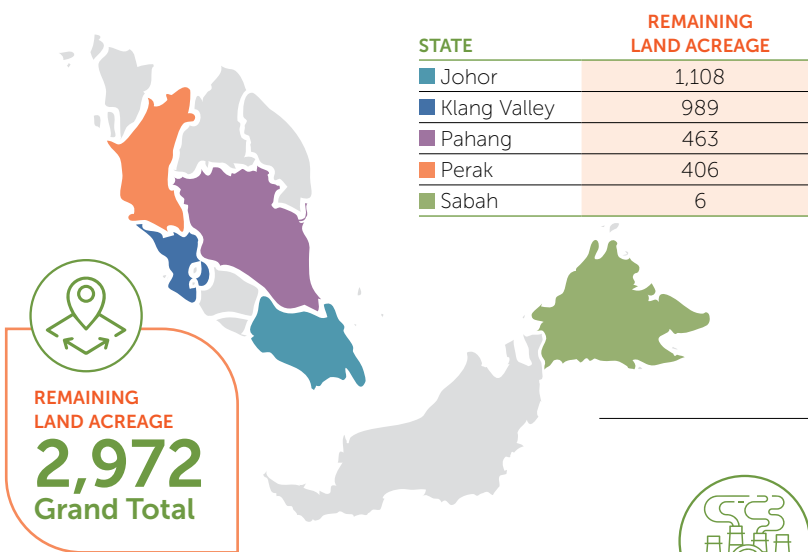 STATE REMAINING LAND ACREAGE
Johor 1,108
Klang Valley 989
Pahang 463
Perak 406
Sabah 6
REMAINING
LAND ACREAGE
2,972
Grand Total